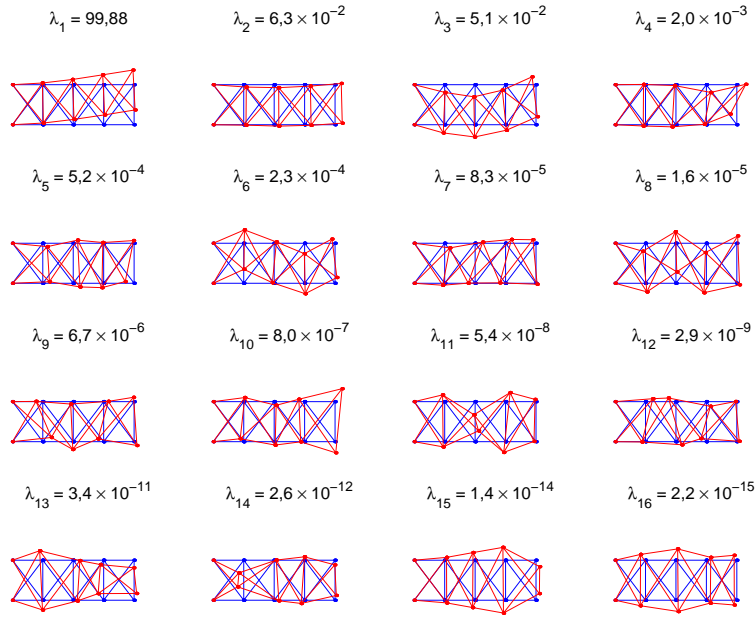 λ₁ = 99,88
λ₂ = 6,3 × 10⁻²
λ₃ = 5,1 × 10⁻²
λ₄ = 2,0 × 10⁻³
λ₅ = 5,2 × 10⁻⁴
λ₆ = 2,3 × 10⁻⁴
λ₇ = 8,3 × 10⁻⁵
λ₈ = 1,6 × 10⁻⁵
λ₉ = 6,7 × 10⁻⁶
λ₁₀ = 8,0 × 10⁻⁷
λ₁₁ = 5,4 × 10⁻⁸
λ₁₂ = 2,9 × 10⁻⁹
λ₁₃ = 3,4 × 10⁻¹¹
λ₁₄ = 2,6 × 10⁻¹²
λ₁₅ = 1,4 × 10⁻¹⁴
λ₁₆ = 2,2 × 10⁻¹⁵